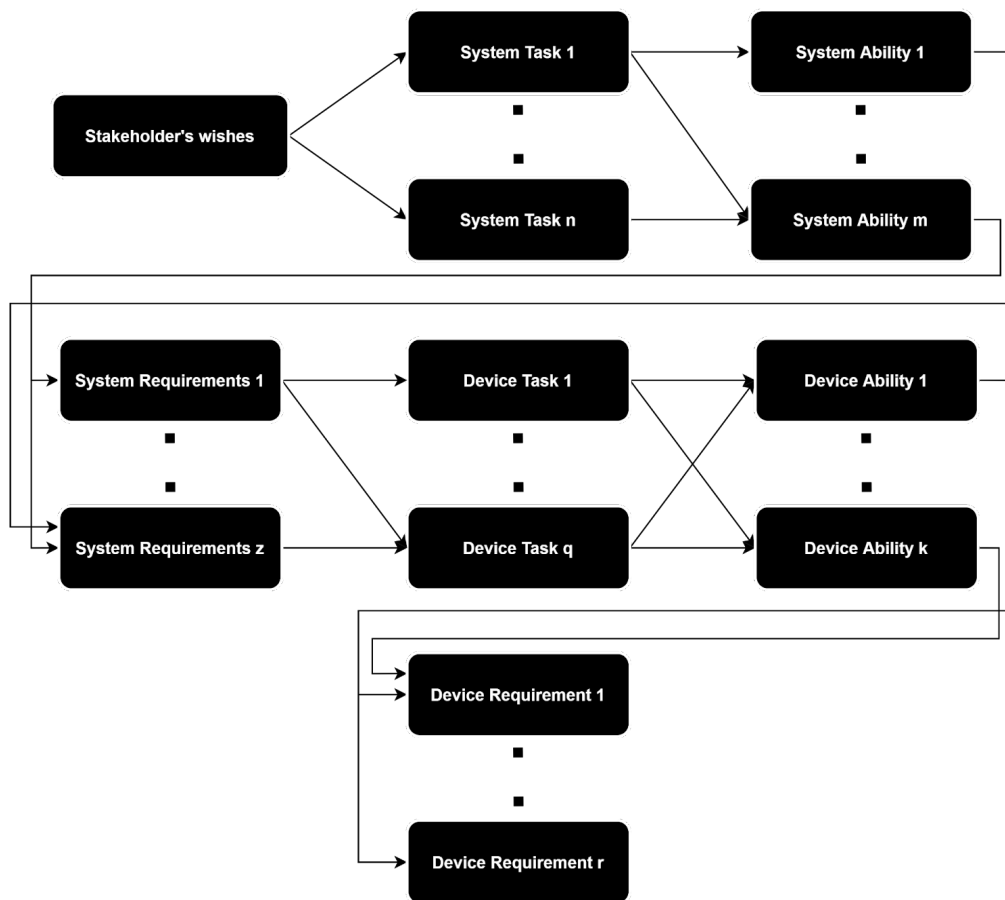 System Task 1
System Ability 1
Stakeholder's wishes
System Task n
System Ability m
System Requirements 1
Device Task 1
Device Ability 1
System Requirements z
Device Task q
Device Ability k
Device Requirement 1
Device Requirement r